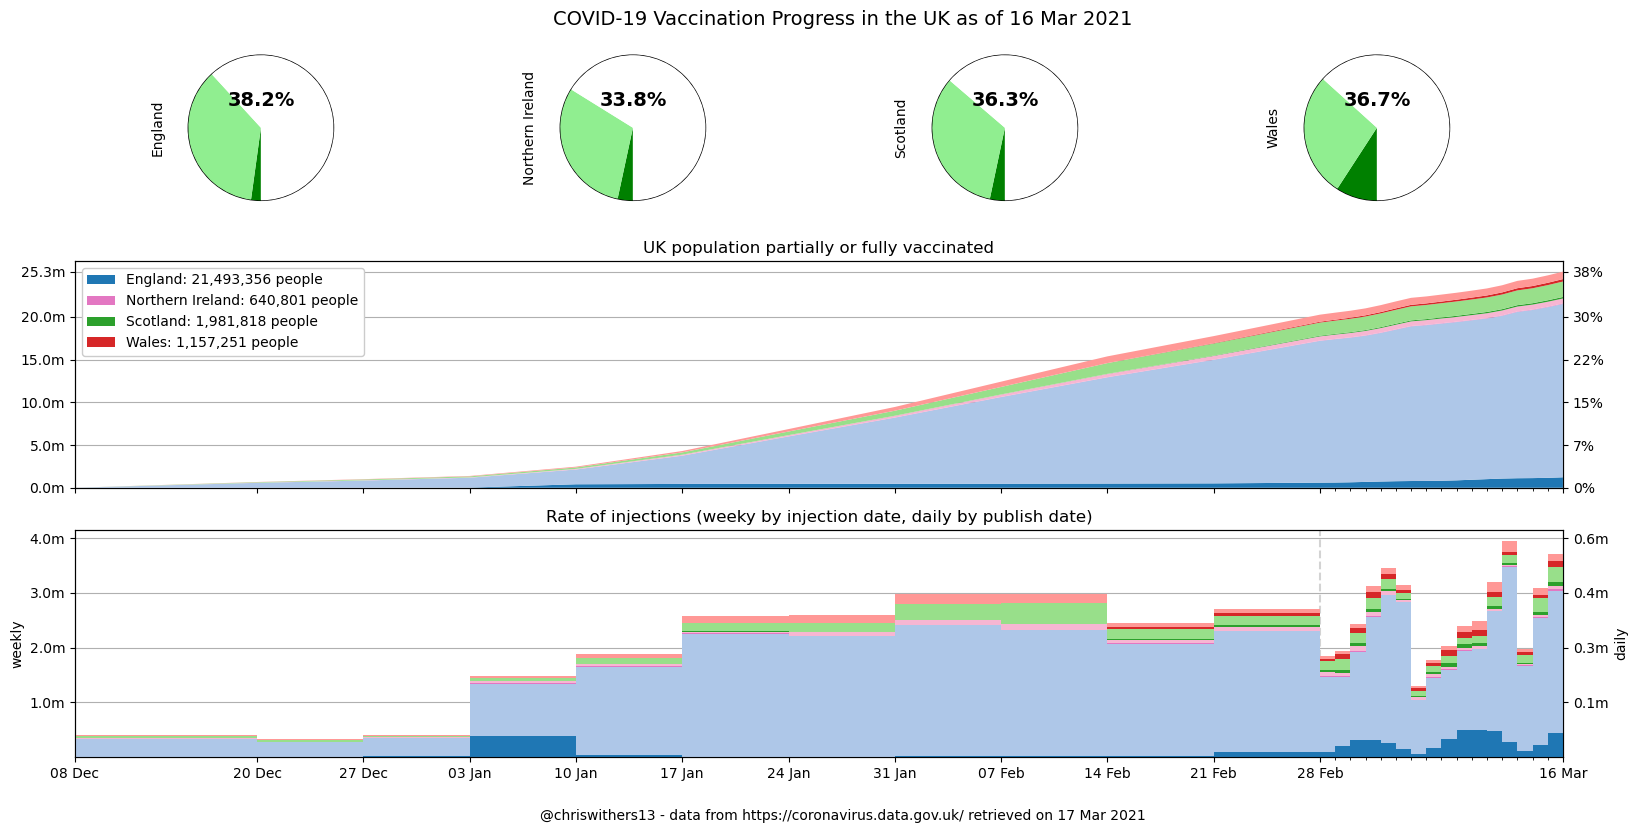 COVID-19 Vaccination Progress in the UK as of 16 Mar 2021
England
38.2%
Northern Ireland
33.8%
Scotland
36.3%
Wales
36.7%
UK population partially or fully vaccinated
England: 21,493,356 people
Northern Ireland: 640,801 people
Scotland: 1,981,818 people
Wales: 1,157,251 people
25.3m
20.0m
15.0m
10.0m
5.0m
0.0m
38%
30%
22%
15%
7%
0%
Rate of injections (weeky by injection date, daily by publish date)
weekly
4.0m
3.0m
2.0m
1.0m
0.6m
0.4m
0.3m
0.1m
daily
08 Dec
20 Dec
27 Dec
03 Jan
10 Jan
17 Jan
24 Jan
31 Jan
07 Feb
14 Feb
21 Feb
28 Feb
16 Mar
@chriswithers13 - data from https://coronavirus.data.gov.uk/ retrieved on 17 Mar 2021